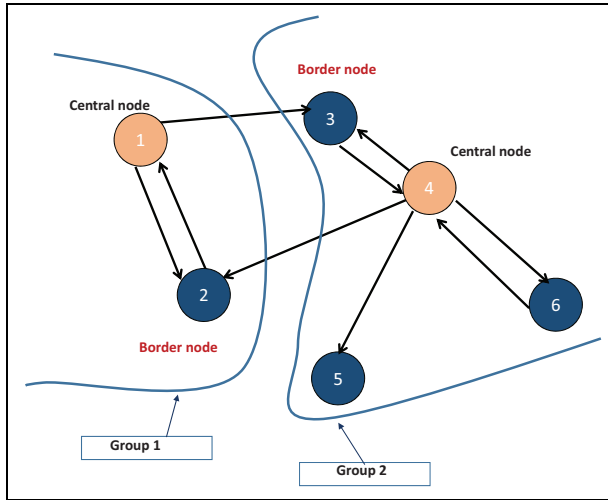 Border node
Central node
3
1
Central node
4
2
6
Border node
5
Group 1
Group 2